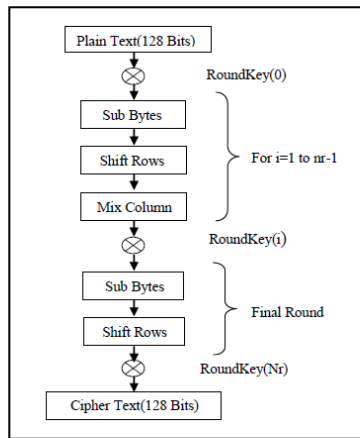 Plain Text(128 Bits)
RoundKey(0)
Sub Bytes
Shift Rows
For i=1 to nr-1
Mix Column
RoundKey(i)
Sub Bytes
Final Round
Shift Rows
RoundKey(Nr)
Cipher Text(128 Bits)